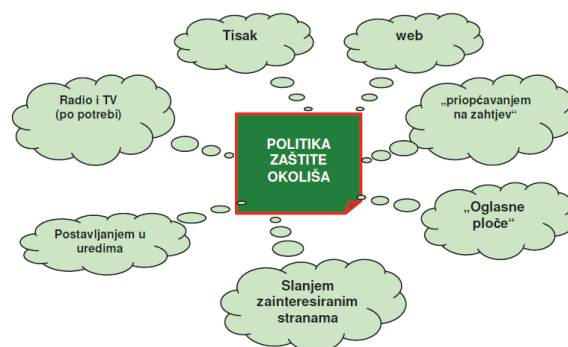 Tisak
web
Radio i TV
(po potrebi)
„priopćavanjem
na zahtjev“
POLITIKA
ZAŠTITE
OKOLIŠA
Postavljanjem u
uredima
„Oglasne
ploče“
Slanjem
zainteresiranim
stranama